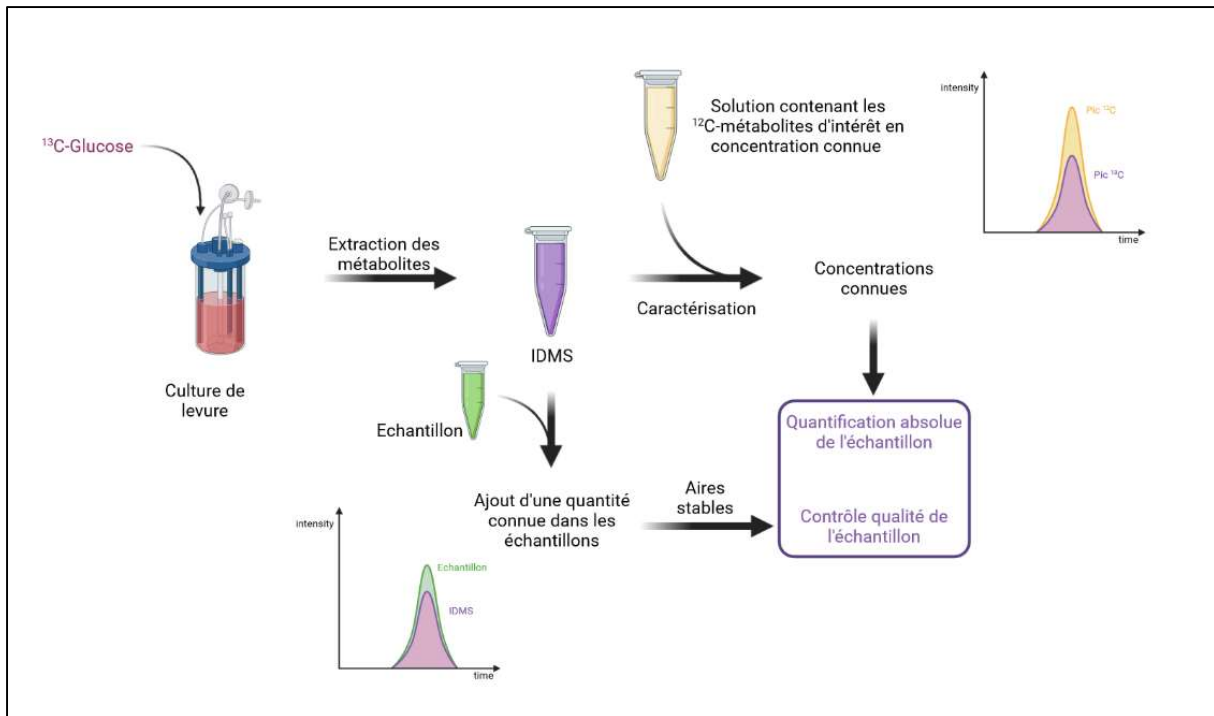 ¹³C-Glucose
Culture de
levure
Extraction des
métabolites
IDMS
Solution contenant les
¹²C-métabolites d'intérêt en
concentration connue
Caractérisation
Concentrations
connues
intensity
Pic ¹²C
Pic ¹³C
time
Echantillon
Ajout d'une quantité
connue dans les
échantillons
Aires
stables
Quantification absolue
de l'échantillon
Contrôle qualité de
l'échantillon
intensity
Echantillon
IDMS
time